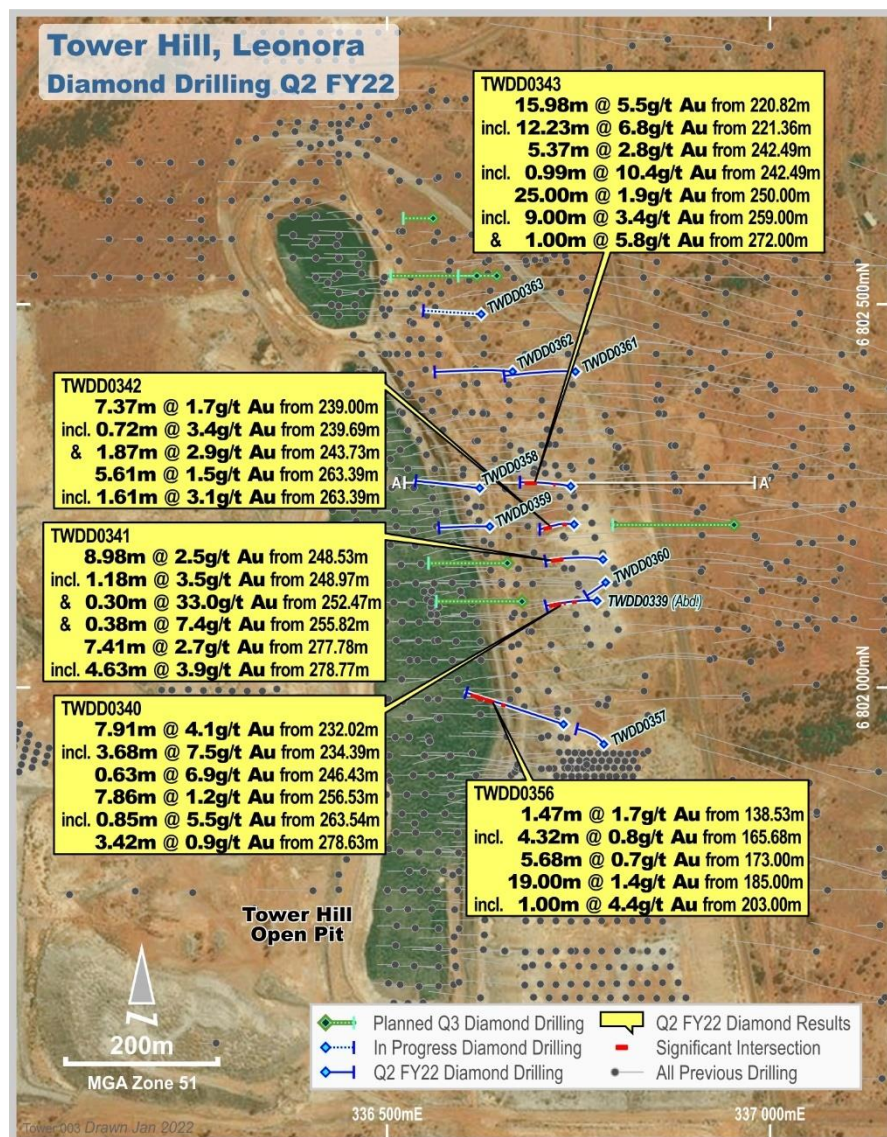 Tower Hill, Leonora
Diamond Drilling Q2 FY22
TWDD0343
15.98m @ 5.5g/t Au from 220.82m
incl. 12.23m @ 6.8g/t Au from 221.36m
5.37m @ 2.8g/t Au from 242.49m
incl. 0.99m @ 10.4g/t Au from 242.49m
25.00m @ 1.9g/t Au from 250.00m
incl. 9.00m @ 3.4g/t Au from 259.00m
& 1.00m @ 5.8g/t Au from 272.00m
6 802 500mN
TWDD0363
TWDD0362
TWDD0361
TWDD0342
7.37m @ 1.7g/t Au from 239.00m
incl. 0.72m @ 3.4g/t Au from 239.69m
& 1.87m @ 2.9g/t Au from 243.73m
5.61m @ 1.5g/t Au from 263.39m
incl. 1.61m @ 3.1g/t Au from 263.39m
TWDD0358
A
A'
TWDD0359
TWDD0341
8.98m @ 2.5g/t Au from 248.53m
incl. 1.18m @ 3.5g/t Au from 248.97m
& 0.30m @ 33.0g/t Au from 252.47m
& 0.38m @ 7.4g/t Au from 255.82m
7.41m @ 2.7g/t Au from 277.78m
incl. 4.63m @ 3.9g/t Au from 278.77m
TWDD0360
TWDD0339 (Abd!)
6 802 000mN
TWDD0340
7.91m @ 4.1g/t Au from 232.02m
incl. 3.68m @ 7.5g/t Au from 234.39m
0.63m @ 6.9g/t Au from 246.43m
7.86m @ 1.2g/t Au from 256.53m
incl. 0.85m @ 5.5g/t Au from 263.54m
3.42m @ 0.9g/t Au from 278.63m
TWDD0357
TWDD0356
1.47m @ 1.7g/t Au from 138.53m
incl. 4.32m @ 0.8g/t Au from 165.68m
5.68m @ 0.7g/t Au from 173.00m
19.00m @ 1.4g/t Au from 185.00m
incl. 1.00m @ 4.4g/t Au from 203.00m
Tower Hill
Open Pit
N
200m
MGA Zone 51
Planned Q3 Diamond Drilling
In Progress Diamond Drilling
Q2 FY22 Diamond Drilling
Q2 FY22 Diamond Results
Significant Intersection
All Previous Drilling
336 500mE
337 000mE
Tower 003 Drawn Jan 2022